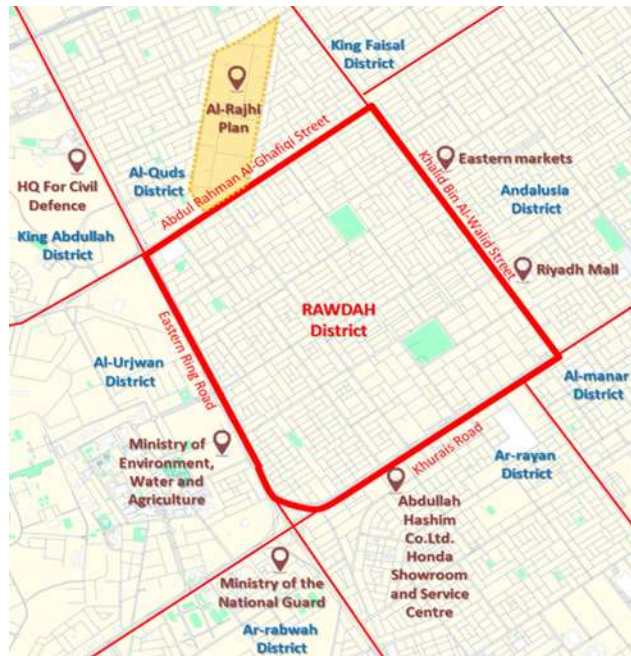 King Faisal
District
Al-Rajhi
Plan
Abdul Rahman Al-Ghafiqi Street
Al-Quds
District
HQ For Civil
Defence
King Abdullah
District
Eastern markets
Khalid Bin Al-Walid Street
Andalusia
District
Riyadh Mall
RAWDAH
District
Eastern Ring Road
Al-Urjwan
District
Al-manar
District
Khurais Road
Ministry of
Environment,
Water and
Agriculture
Ar-rayan
District
Abdullah
Hashim
Co.Ltd.
Honda
Showroom
and Service
Centre
Ministry of the
National Guard
Ar-rabwah
District